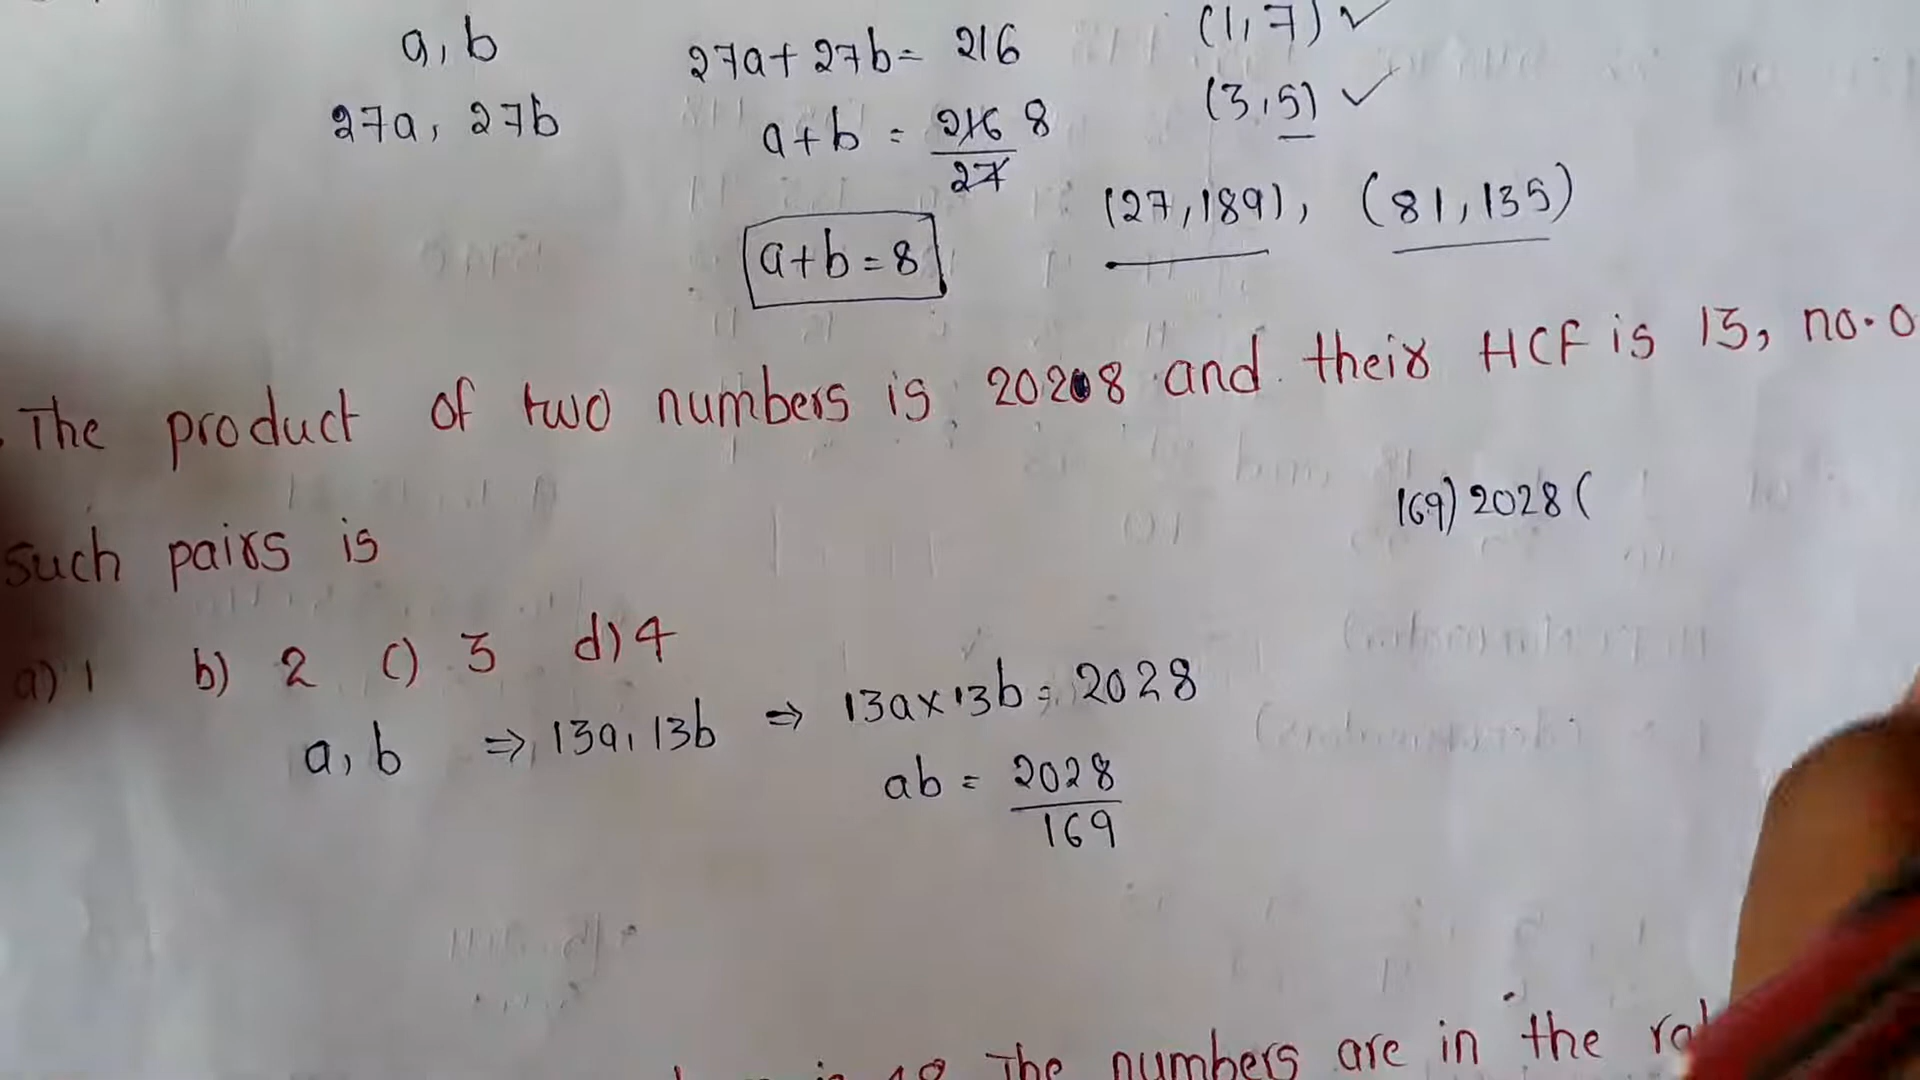 a, b
27a + 27b = 216
(1, 7) ✓
27a, 27b
a + b = 216/27 8
(3, 5) ✓
a + b = 8
(27, 189), (81, 135)
The product of two numbers is 2028 and their HCF is 13, no. o
such pairs is
169) 2028 (
a) 1 b) 2 c) 3 d) 4
a, b ⇒ 13a, 13b ⇒ 13a × 13b = 2028
ab = 2028/169
The numbers are in the